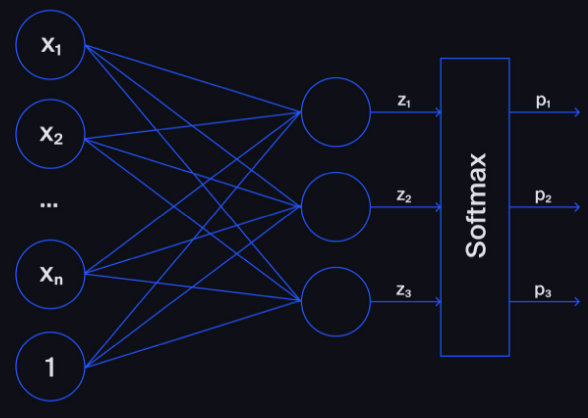 x₁
x₂
...
xₙ
1
z₁
z₂
z₃
Softmax
p₁
p₂
p₃